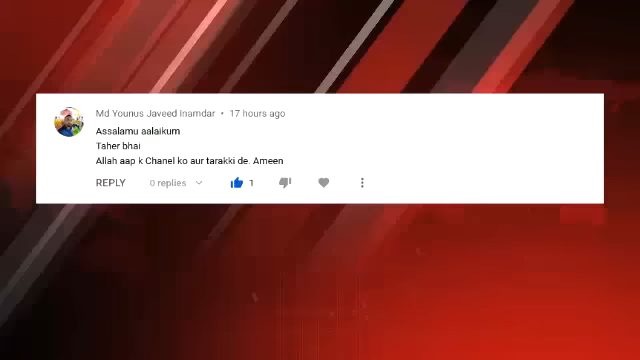 Md Younus Javeed Inamdar • 17 hours ago
Assalamu aalaikum
Taher bhai
Allah aap k Chanel ko aur tarakki de. Ameen
REPLY 0 replies 1